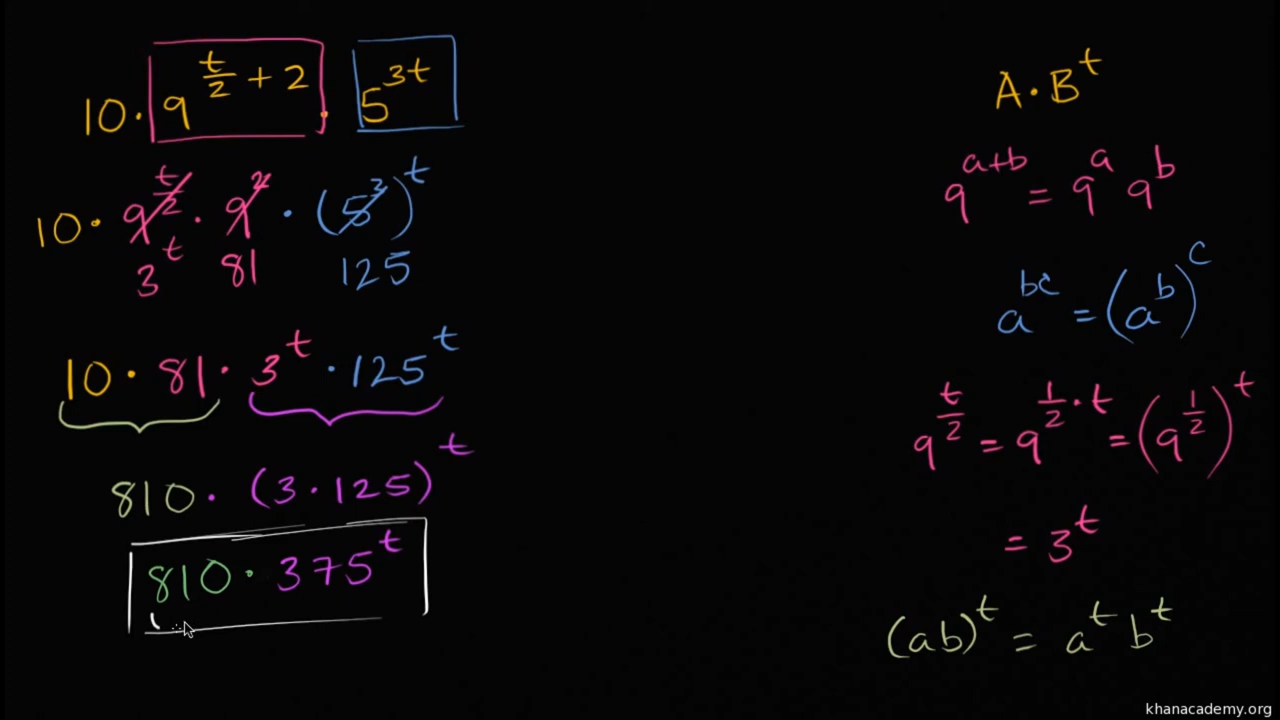 10 · 9^(t/2 + 2) · 5^(3t)
10 · 9^(t/2) · 9^2 · (5^3)^t
3^t 81 125
10 · 81 · 3^t · 125^t
810 · (3 · 125)^t
810 · 375^t
A · B^t
9^(a+b) = 9^a 9^b
a^(bc) = (a^b)^c
9^(t/2) = 9^(1/2 · t) = (9^(1/2))^t
= 3^t
(ab)^t = a^t b^t
khanacademy.org